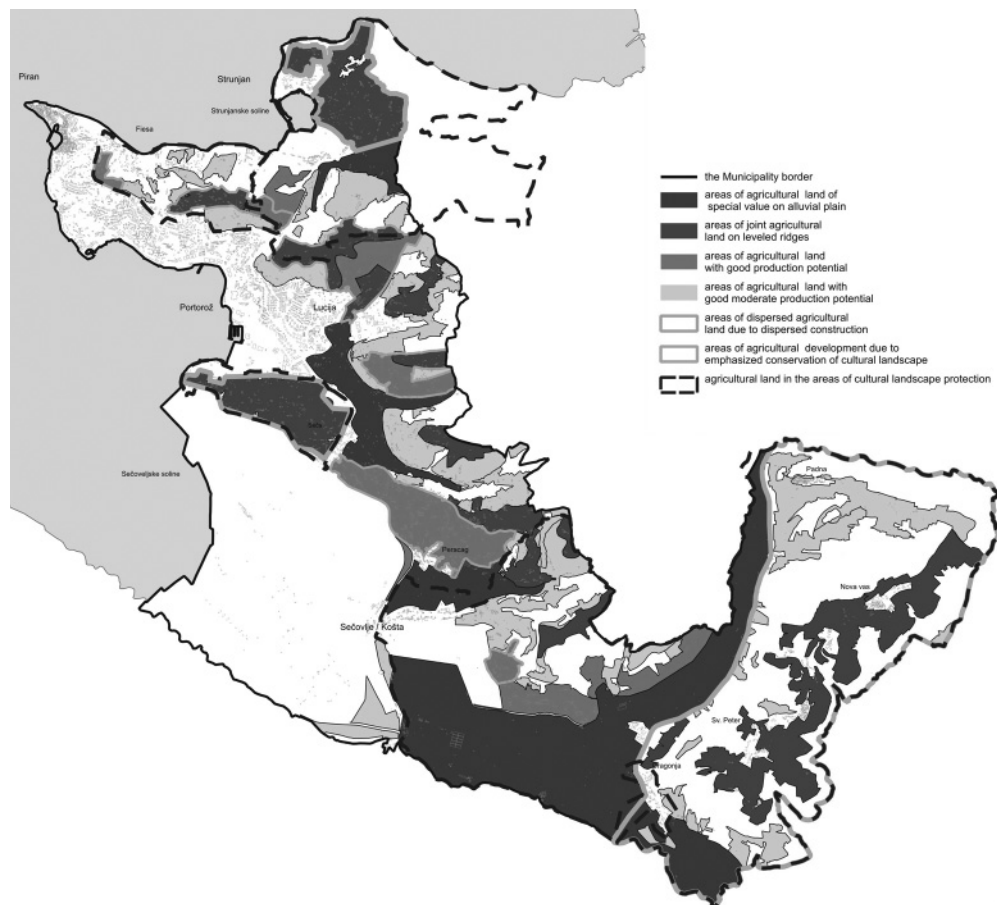 Piran
Strunjan
Strunjanske soline
Fiesa
Portorož
Lucija
Seča
Sečoveljske soline
Parecag
Sečovlje / Košta
Padna
Nova vas
Sv. Peter
Dragonja
the Municipality border
areas of agricultural land of
special value on alluvial plain
areas of joint agricultural
land on leveled ridges
areas of agricultural land
with good production potential
areas of agricultural land with
good moderate production potential
areas of dispersed agricultural
land due to dispersed construction
areas of agricultural development due to
emphasized conservation of cultural landscape
agricultural land in the areas of cultural landscape protection